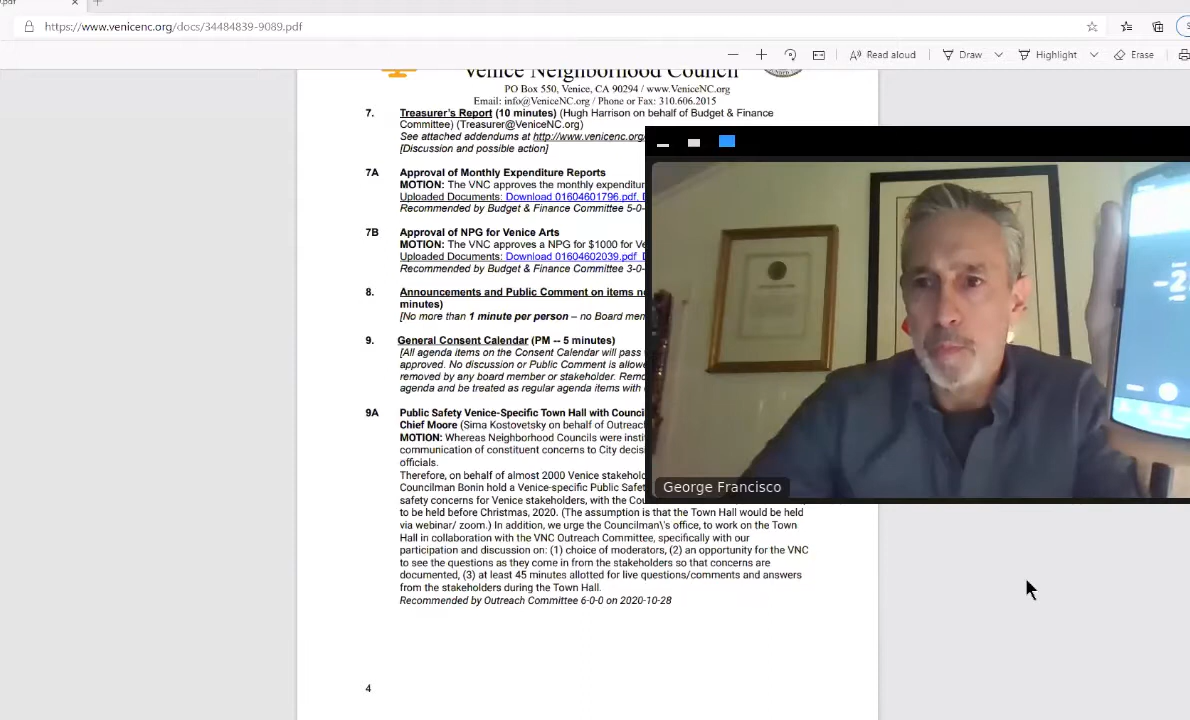 .pdf
https://www.venicenc.org/docs/34484839-9089.pdf
Read aloud
Draw
Highlight
Erase
Venice Neighborhood Council
PO Box 550, Venice, CA 90294 / www.VeniceNC.org
Email: info@VeniceNC.org / Phone or Fax: 310.606.2015
7. Treasurer's Report (10 minutes) (Hugh Harrison on behalf of Budget & Finance
Committee) (Treasurer@VeniceNC.org)
See attached addendums at http://www.venicenc.org/
[Discussion and possible action]
7A Approval of Monthly Expenditure Reports
MOTION: The VNC approves the monthly expenditur
Uploaded Documents: Download 01604601796.pdf,
Recommended by Budget & Finance Committee 5-0-
7B Approval of NPG for Venice Arts
MOTION: The VNC approves a NPG for $1000 for Ve
Uploaded Documents: Download 01604602039.pdf
Recommended by Budget & Finance Committee 3-0-
8. Announcements and Public Comment on items n
minutes)
[No more than 1 minute per person – no Board mem
9. General Consent Calendar (PM -- 5 minutes)
[All agenda items on the Consent Calendar will pass
approved. No discussion or Public Comment is allowe
removed by any board member or stakeholder. Remo
agenda and be treated as regular agenda items with
9A Public Safety Venice-Specific Town Hall with Counci
Chief Moore (Sima Kostovetsky on behalf of Outreac
MOTION: Whereas Neighborhood Councils were insti
communication of constituent concerns to City decis
officials.
Therefore, on behalf of almost 2000 Venice stakehol
Councilman Bonin hold a Venice-specific Public Safet
safety concerns for Venice stakeholders, with the Cou
to be held before Christmas, 2020. (The assumption is that the Town Hall would be held
via webinar/ zoom.) In addition, we urge the Councilman\'s office, to work on the Town
Hall in collaboration with the VNC Outreach Committee, specifically with our
participation and discussion on: (1) choice of moderators, (2) an opportunity for the VNC
to see the questions as they come in from the stakeholders so that concerns are
documented, (3) at least 45 minutes allotted for live questions/comments and answers
from the stakeholders during the Town Hall.
Recommended by Outreach Committee 6-0-0 on 2020-10-28
4
George Francisco